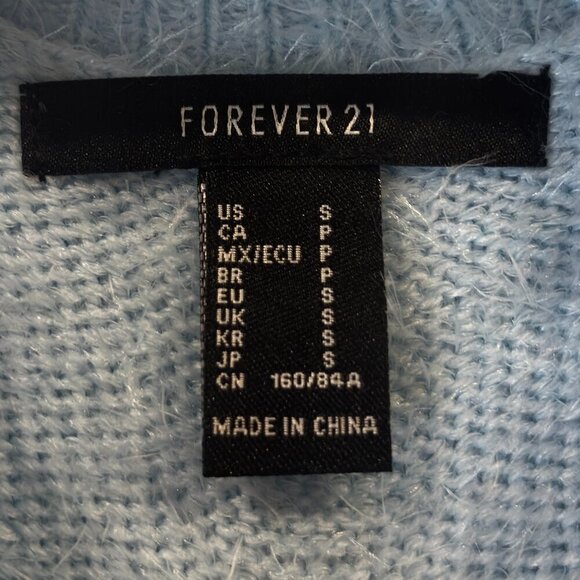 FOREVER 21
US S
CA P
MX/ECU P
BR P
EU S
UK S
KR S
JP S
CN 160/84A
MADE IN CHINA